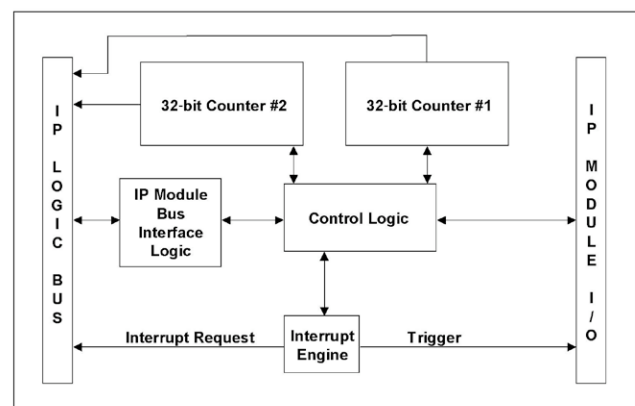 32-bit Counter #2
32-bit Counter #1
IP LOGIC BUS
IP MODULE I/O
IP Module
Bus
Interface
Logic
Control Logic
Interrupt Request
Interrupt
Engine
Trigger